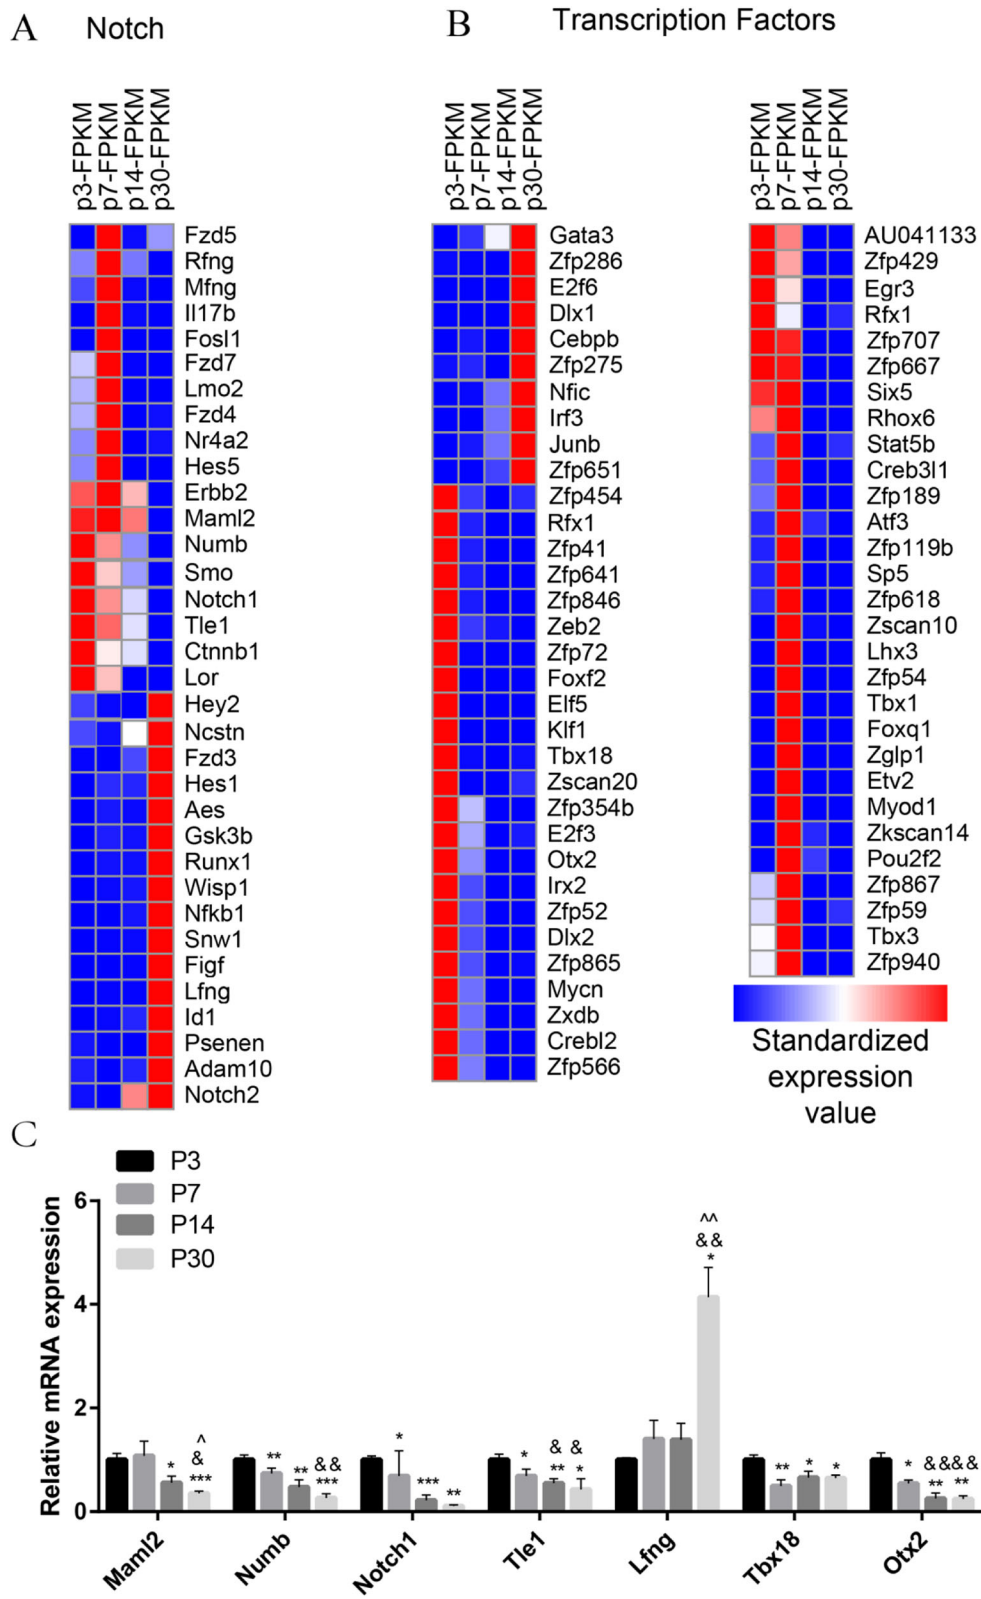 A
Notch
B
Transcription Factors
p3-FPKM
p7-FPKM
p14-FPKM
p30-FPKM
Fzd5
Rfng
Mfng
Il17b
Fosl1
Fzd7
Lmo2
Fzd4
Nr4a2
Hes5
Erbb2
Maml2
Numb
Smo
Notch1
Tle1
Ctnnb1
Lor
Hey2
Ncstn
Fzd3
Hes1
Aes
Gsk3b
Runx1
Wisp1
Nfkb1
Snw1
Figf
Lfng
Id1
Psenen
Adam10
Notch2
p3-FPKM
p7-FPKM
p14-FPKM
p30-FPKM
Gata3
Zfp286
E2f6
Dlx1
Cebpb
Zfp275
Nfic
Irf3
Junb
Zfp651
Zfp454
Rfx1
Zfp41
Zfp641
Zfp846
Zeb2
Zfp72
Foxf2
Elf5
Klf1
Tbx18
Zscan20
Zfp354b
E2f3
Otx2
Irx2
Zfp52
Dlx2
Zfp865
Mycn
Zxdb
Crebl2
Zfp566
p3-FPKM
p7-FPKM
p14-FPKM
p30-FPKM
AU041133
Zfp429
Egr3
Rfx1
Zfp707
Zfp667
Six5
Rhox6
Stat5b
Creb3l1
Zfp189
Atf3
Zfp119b
Sp5
Zfp618
Zscan10
Lhx3
Zfp54
Tbx1
Foxq1
Zglp1
Etv2
Myod1
Zkscan14
Pou2f2
Zfp867
Zfp59
Tbx3
Zfp940
Standardized
expression
value
C
P3
P7
P14
P30
Relative mRNA expression
6
4
2
0
*
^
&
***
**
**
&&
***
*
***
**
*
&
**
&
*
^^
&&
*
**
*
*
*
&&
**
&&
**
Maml2
Numb
Notch1
Tle1
Lfng
Tbx18
Otx2